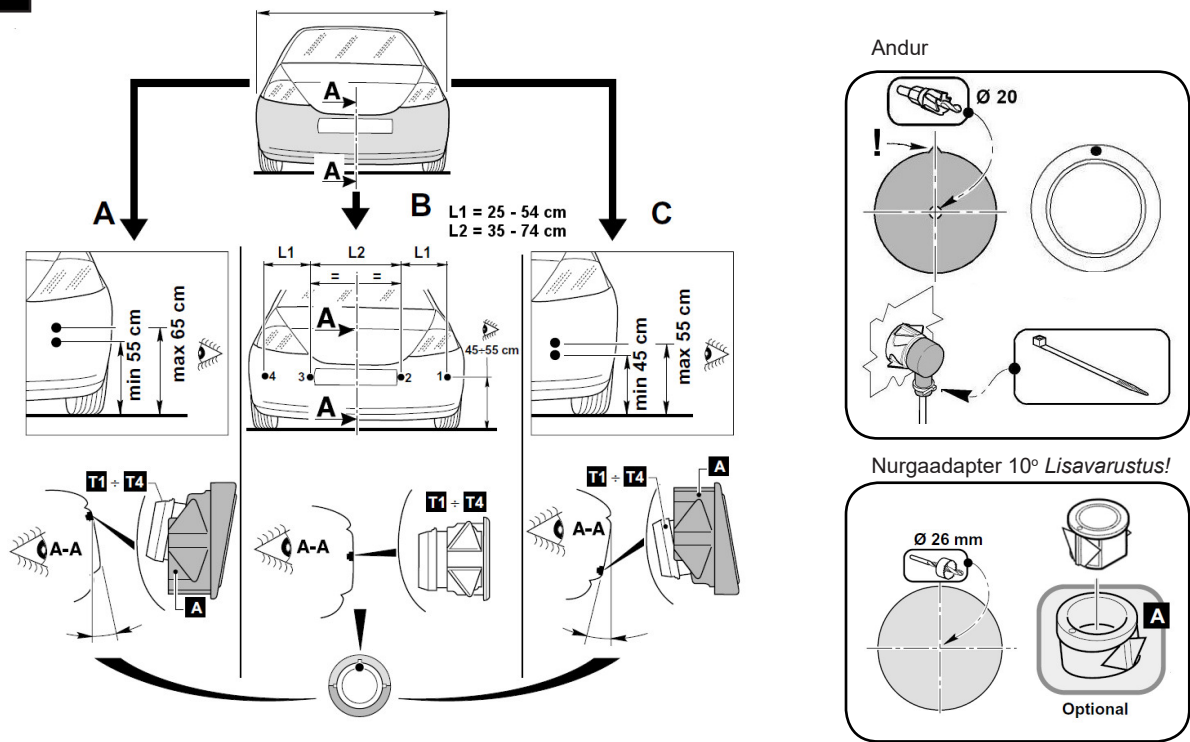 A
A
A
B
L1 = 25 - 54 cm
L2 = 35 - 74 cm
C
min 55 cm
max 65 cm
L1 L2 L1
= =
A
45÷55 cm
4 3 2 1
A
min 45 cm
max 55 cm
T1 ÷ T4
A-A
A
T1 ÷ T4
A-A
T1 ÷ T4
A
A-A
Andur
Ø 20
!
Nurgaadapter 10º Lisavarustus!
Ø 26 mm
A
Optional